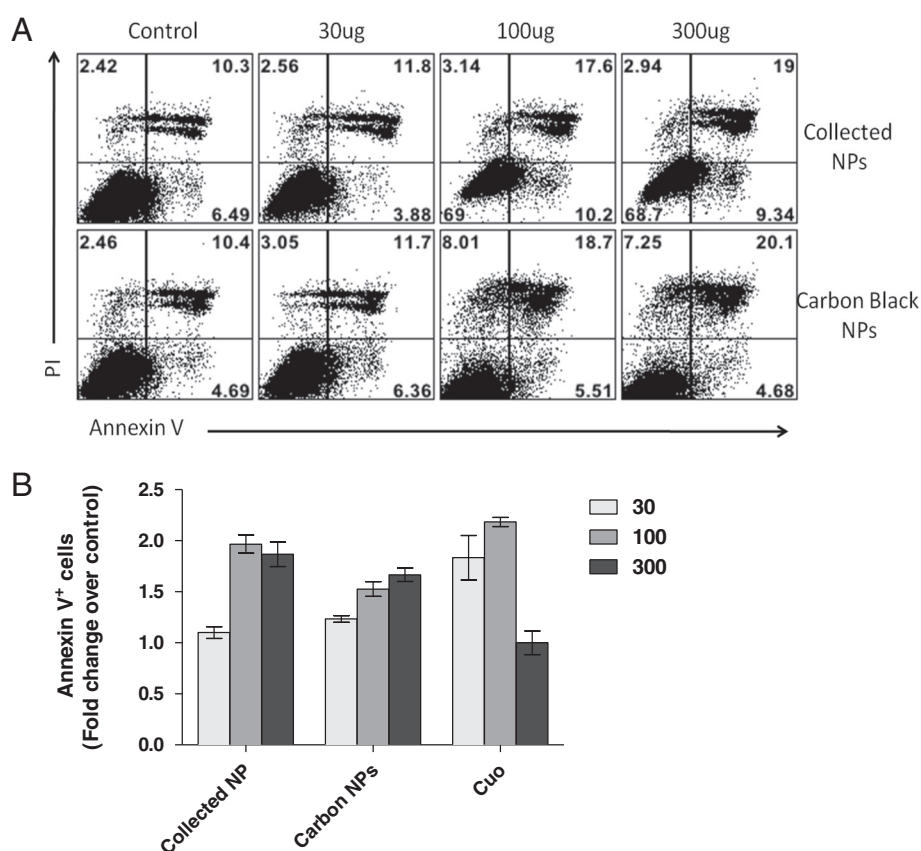 A
Control 30ug 100ug 300ug
2.42 10.3 2.56 11.8 3.14 17.6 2.94 19
Collected
NPs
6.49 3.88 69 10.2 68.7 9.34
2.46 10.4 3.05 11.7 8.01 18.7 7.25 20.1
Carbon Black
NPs
4.69 6.36 5.51 4.68
PI
Annexin V
B
Annexin V+ cells
(Fold change over control)
2.5
2.0
1.5
1.0
0.5
0.0
30
100
300
Collected NP
Carbon NPs
Cuo